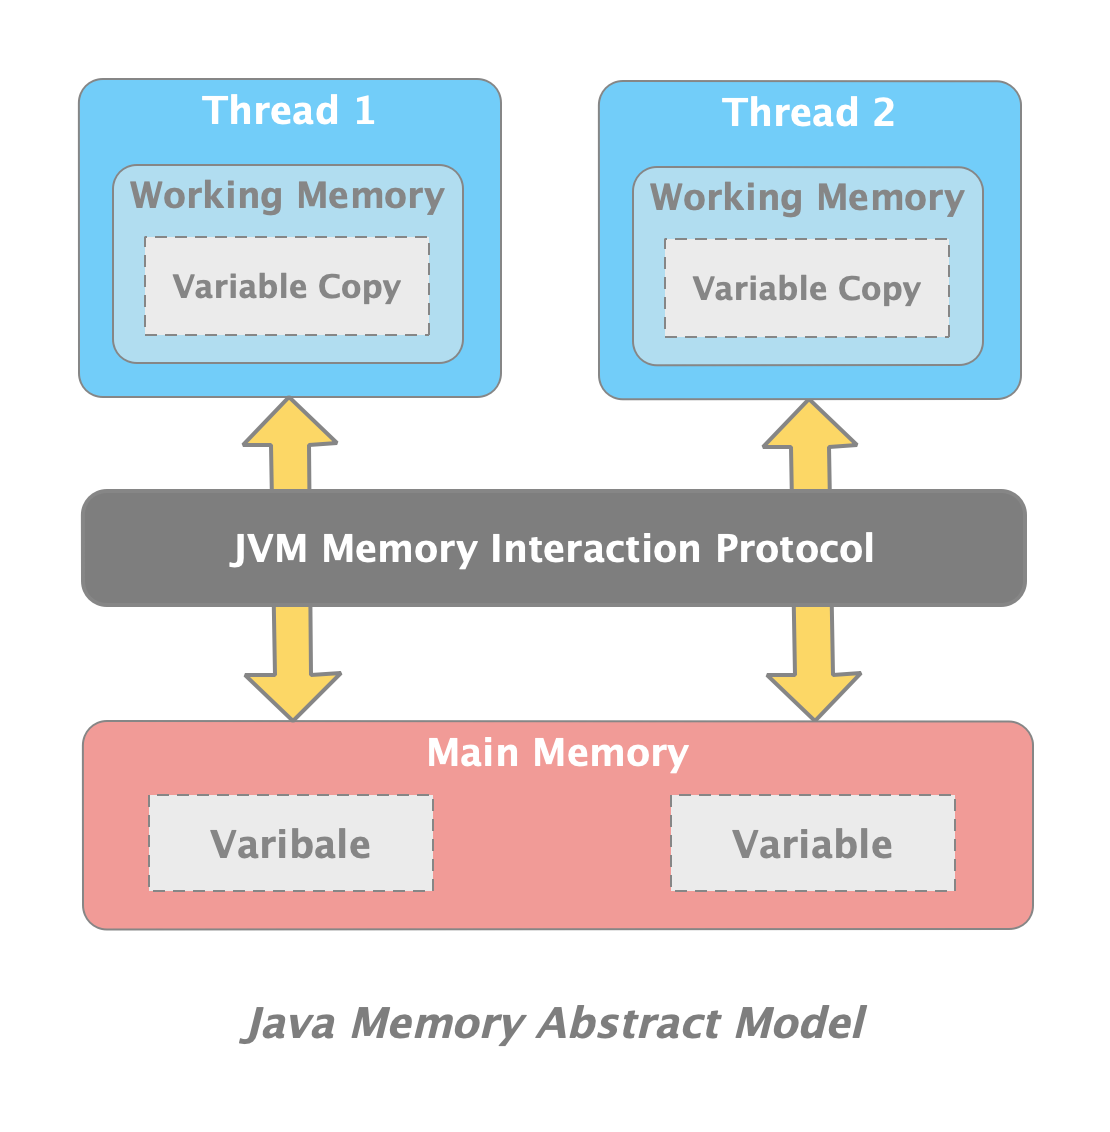 Thread 1
Working Memory
Variable Copy
Thread 2
Working Memory
Variable Copy
JVM Memory Interaction Protocol
Main Memory
Varibale
Variable
Java Memory Abstract Model